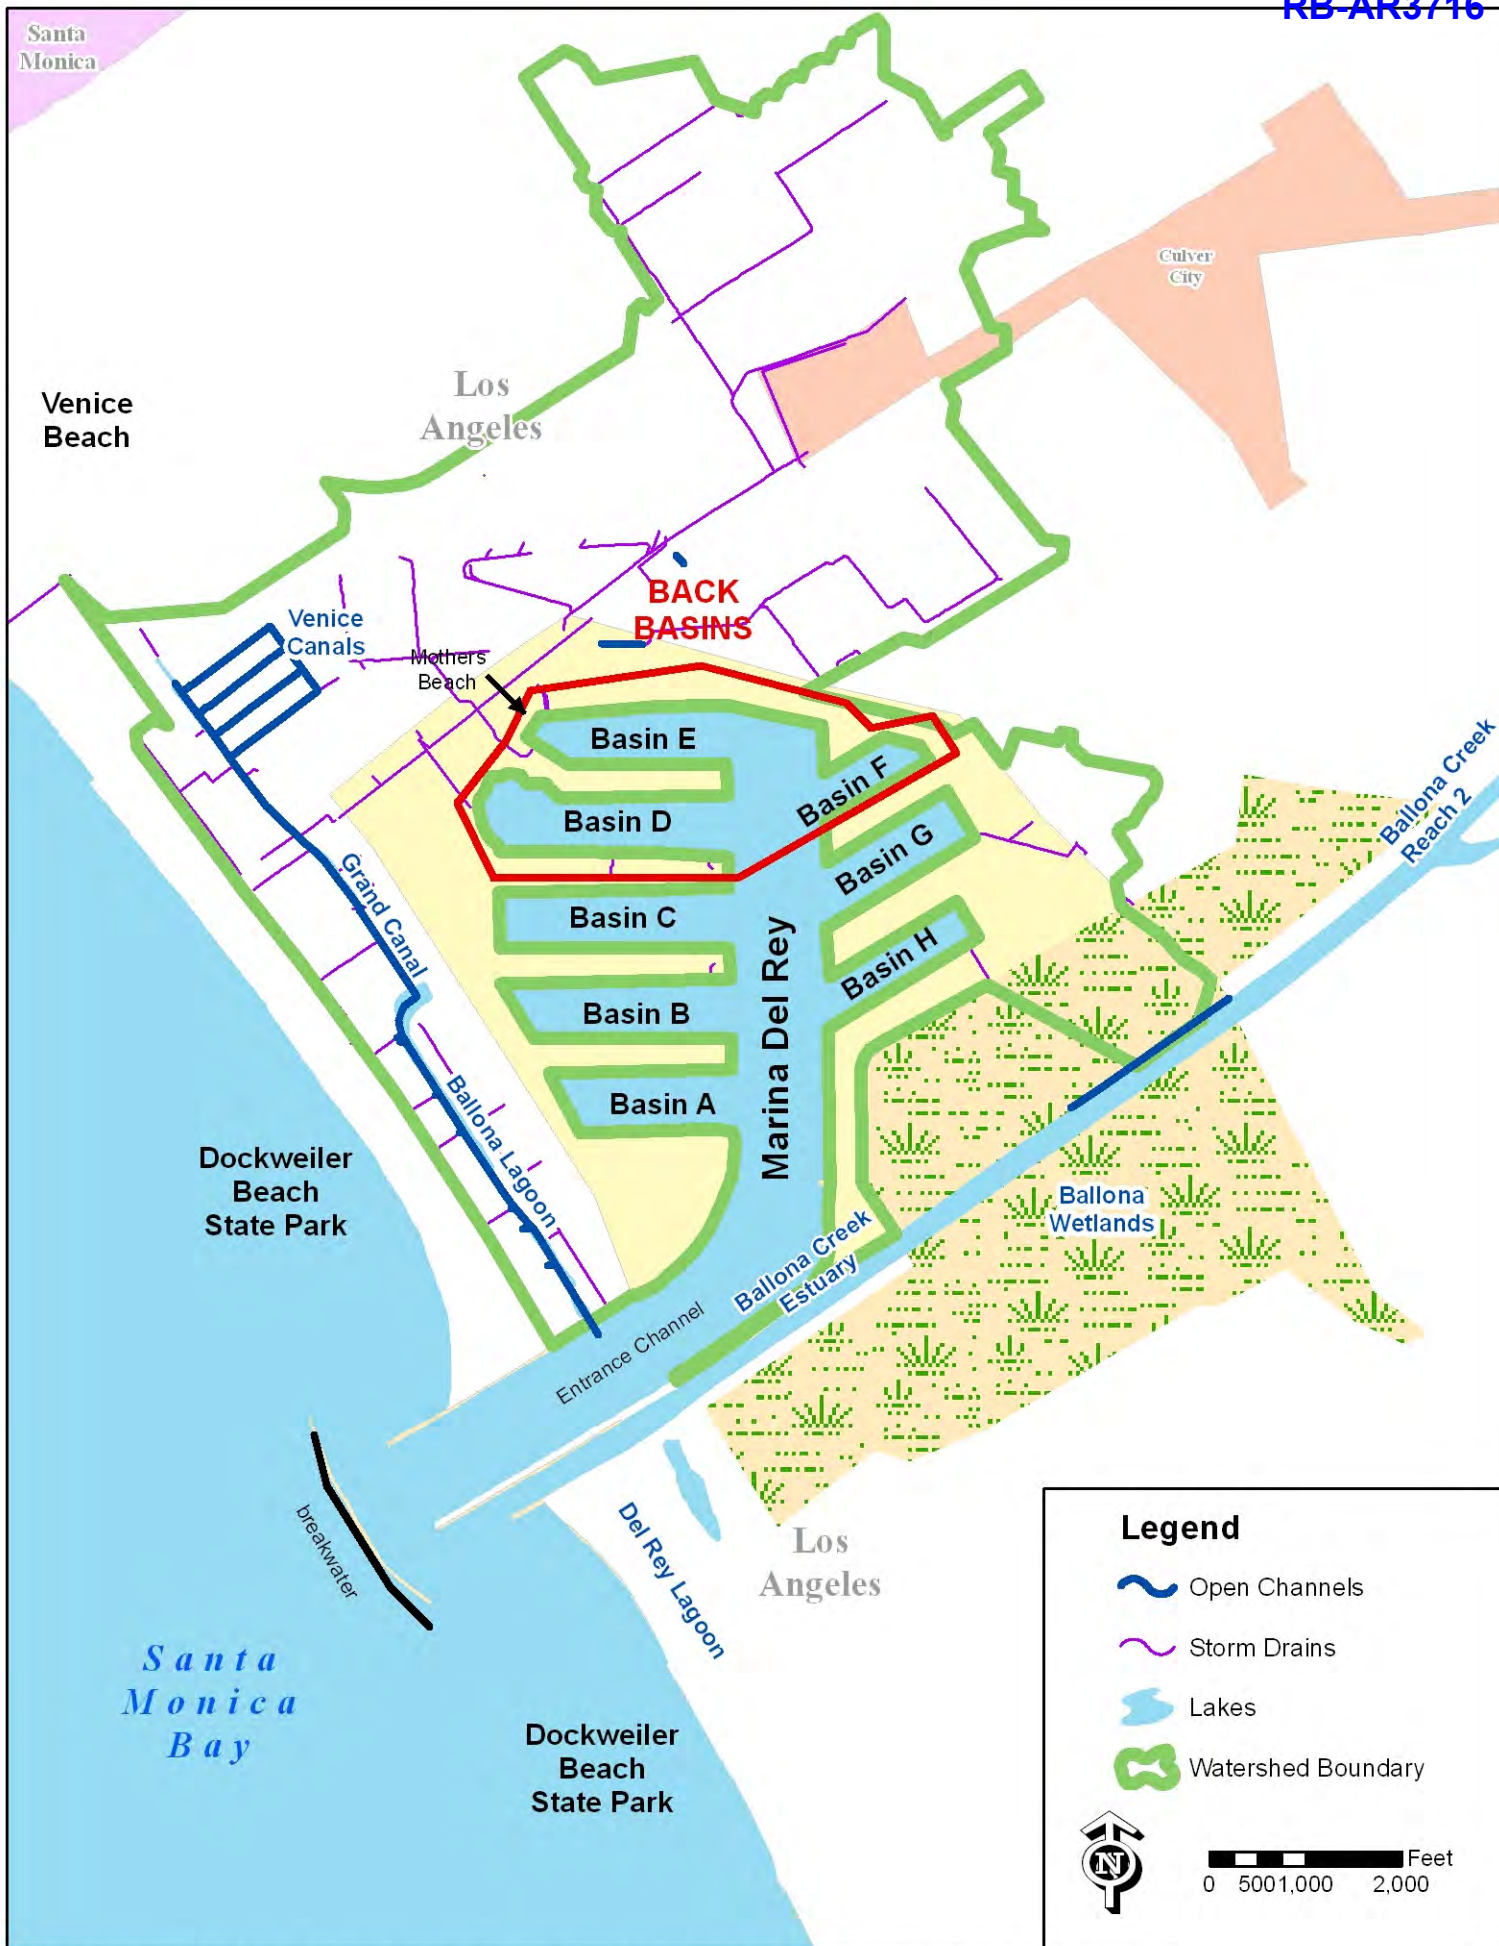 RB-AR3716
Santa
Monica
Culver
City
Los
Angeles
Venice
Beach
BACK
BASINS
Venice
Canals
Mothers
Beach
Basin E
Basin F
Basin D
Basin G
Basin C
Basin H
Basin B
Basin A
Marina Del Rey
Ballona Creek
Reach 2
Grand Canal
Ballona Lagoon
Dockweiler
Beach
State Park
Ballona
Wetlands
Ballona Creek
Estuary
Entrance Channel
breakwater
Del Rey Lagoon
Los
Angeles
Santa
Monica
Bay
Dockweiler
Beach
State Park
Legend
Open Channels
Storm Drains
Lakes
Watershed Boundary
N
Feet
0 500 1,000 2,000